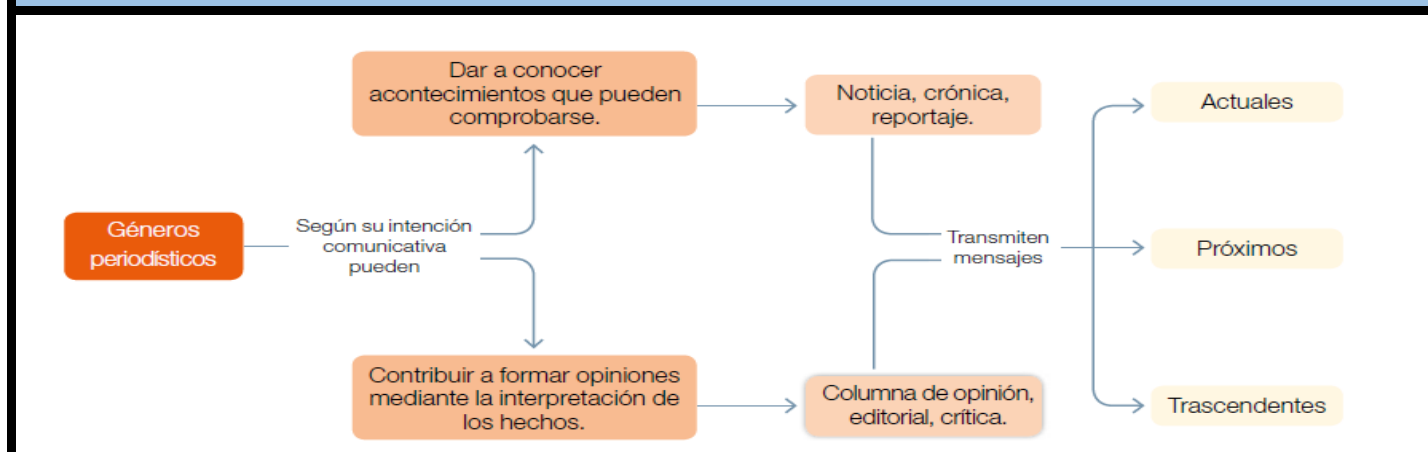 Géneros
periodísticos
Según su intención
comunicativa
pueden
Dar a conocer
acontecimientos que pueden
comprobarse.
Noticia, crónica,
reportaje.
Contribuir a formar opiniones
mediante la interpretación de
los hechos.
Columna de opinión,
editorial, crítica.
Transmiten
mensajes
Actuales
Próximos
Trascendentes